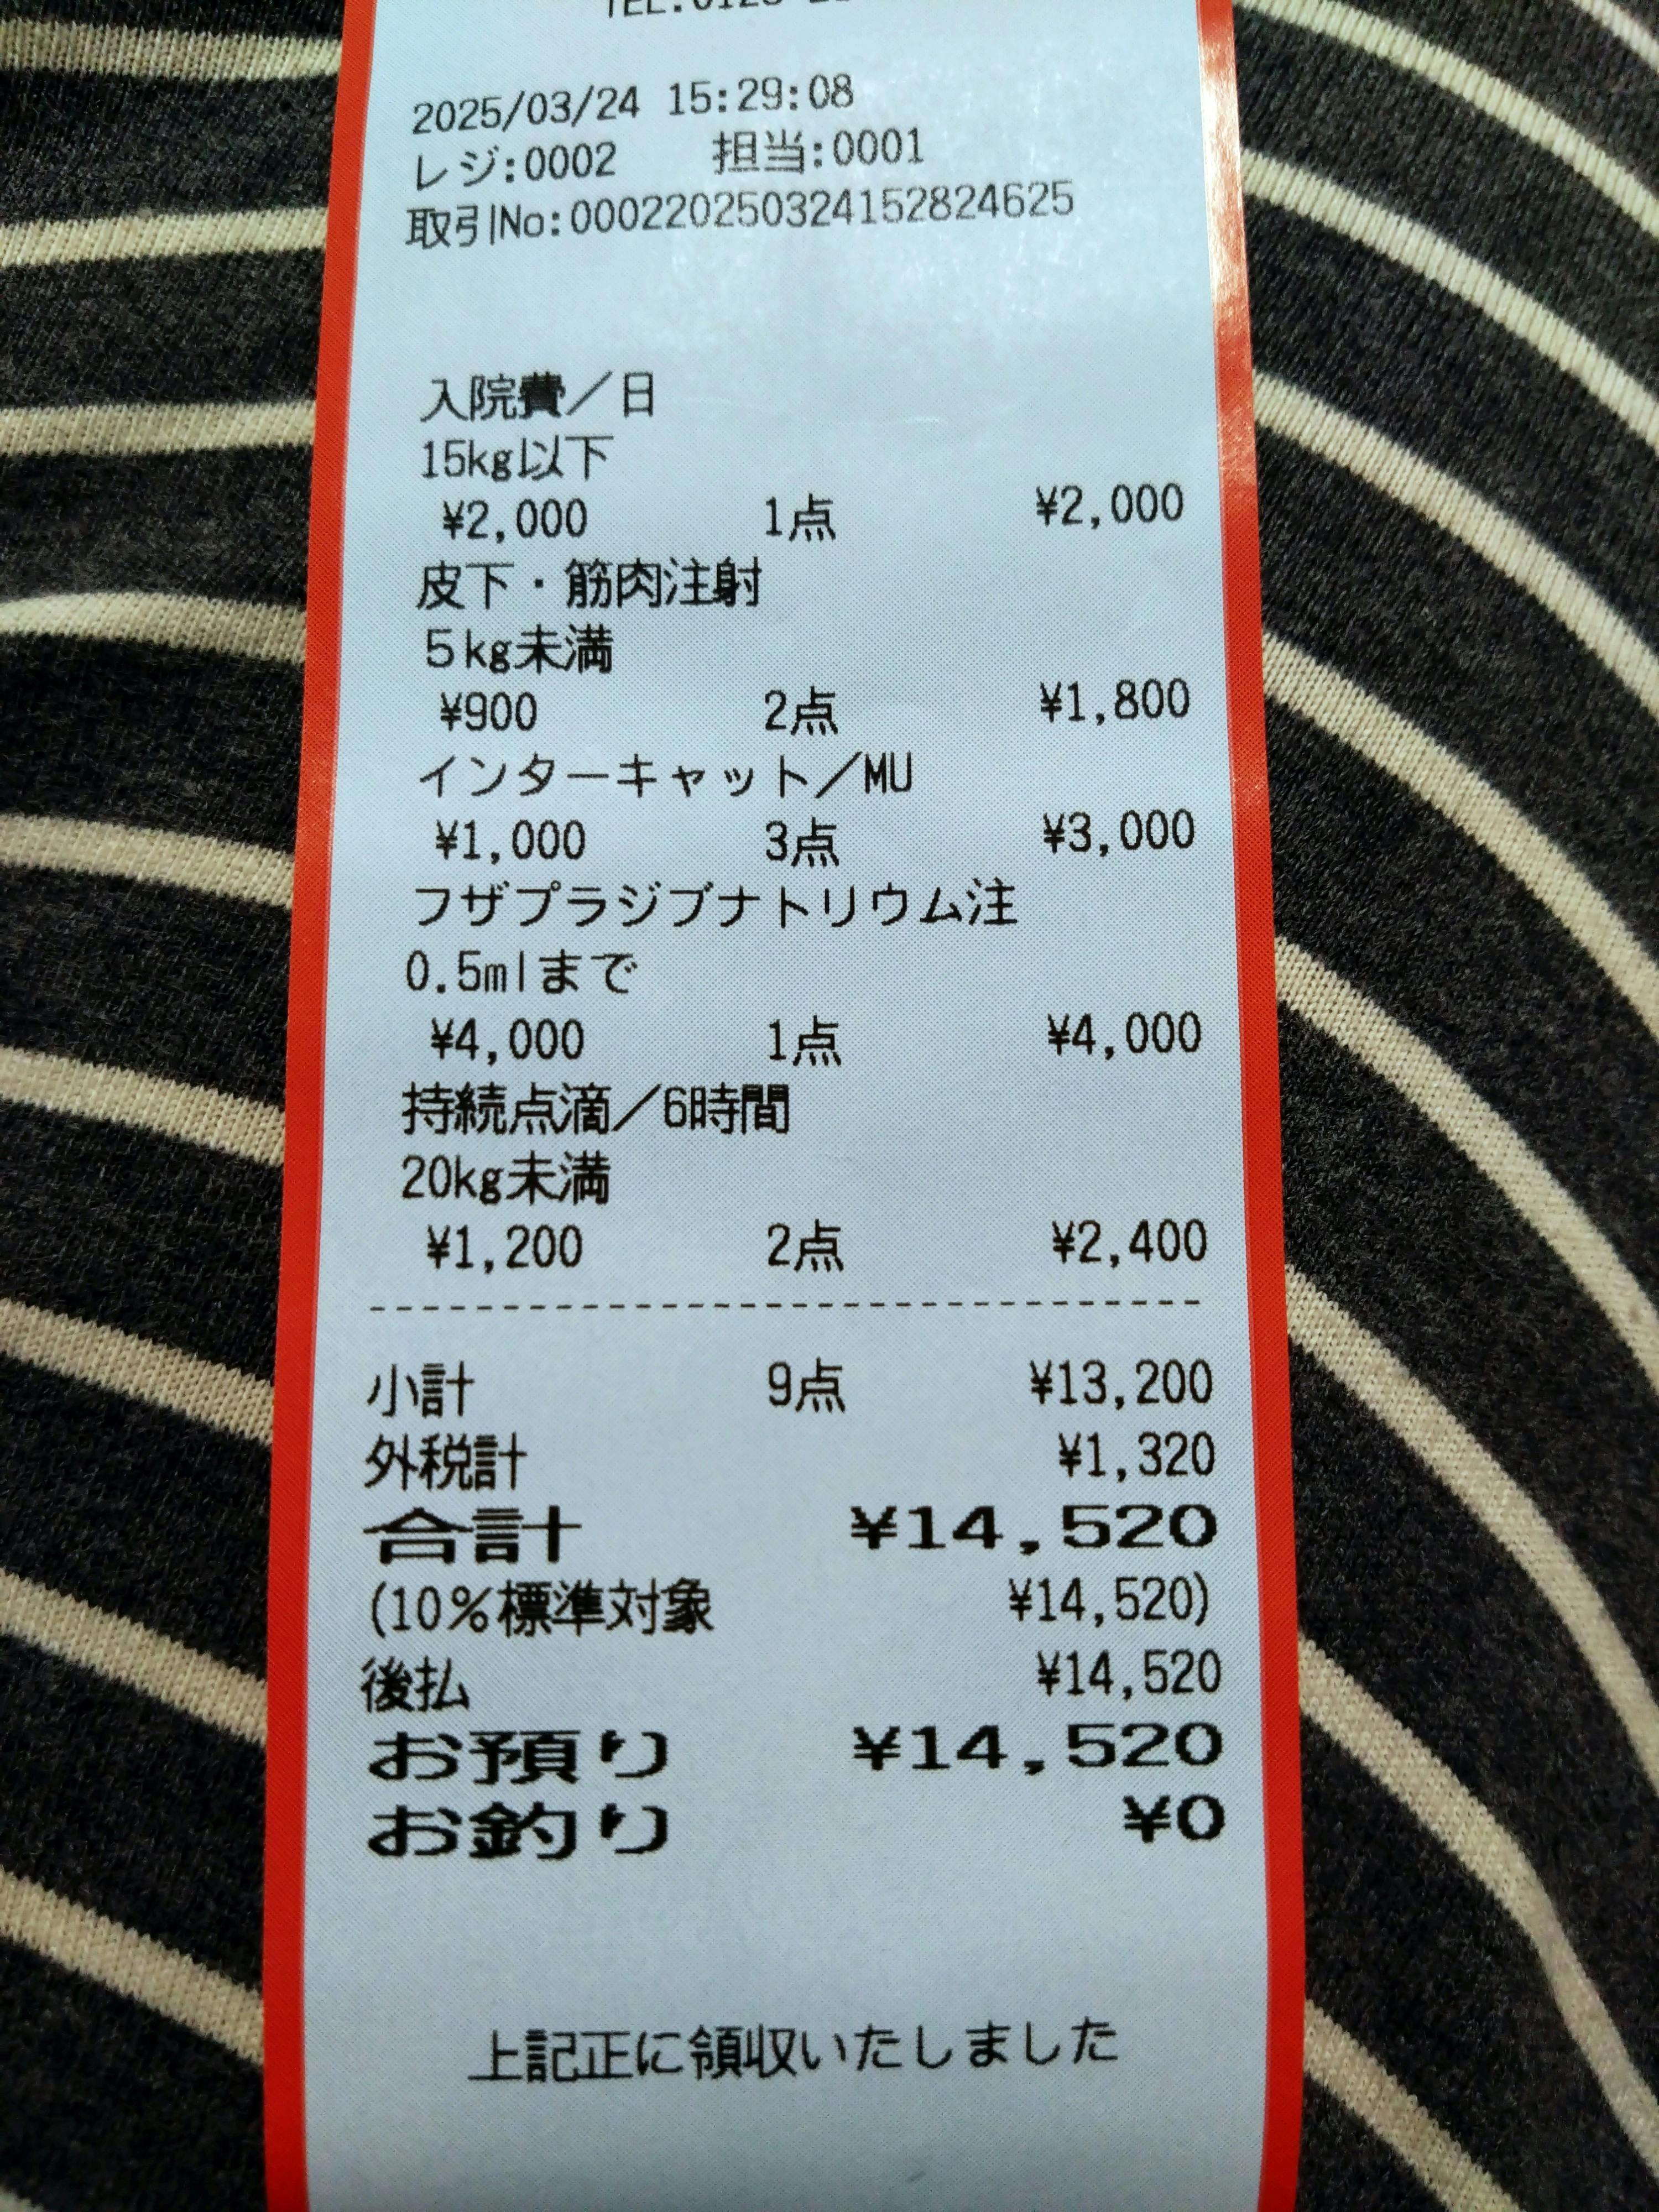 2025/03/24 15:29:08
レジ:0002 担当:0001
取引No:0002202503241528​24625
入院費／日
15kg以下
¥2,000 1点 ¥2,000
皮下・筋肉注射
5kg未満
¥900 2点 ¥1,800
インターキャット／MU
¥1,000 3点 ¥3,000
フザプラジブナトリウム注
0.5mlまで
¥4,000 1点 ¥4,000
持続点滴／6時間
20kg未満
¥1,200 2点 ¥2,400
小計 9点 ¥13,200
外税計 ¥1,320
合計 ¥14,520
(10%標準対象 ¥14,520)
後払 ¥14,520
お預り ¥14,520
お釣り ¥0
上記正に領収いたしました